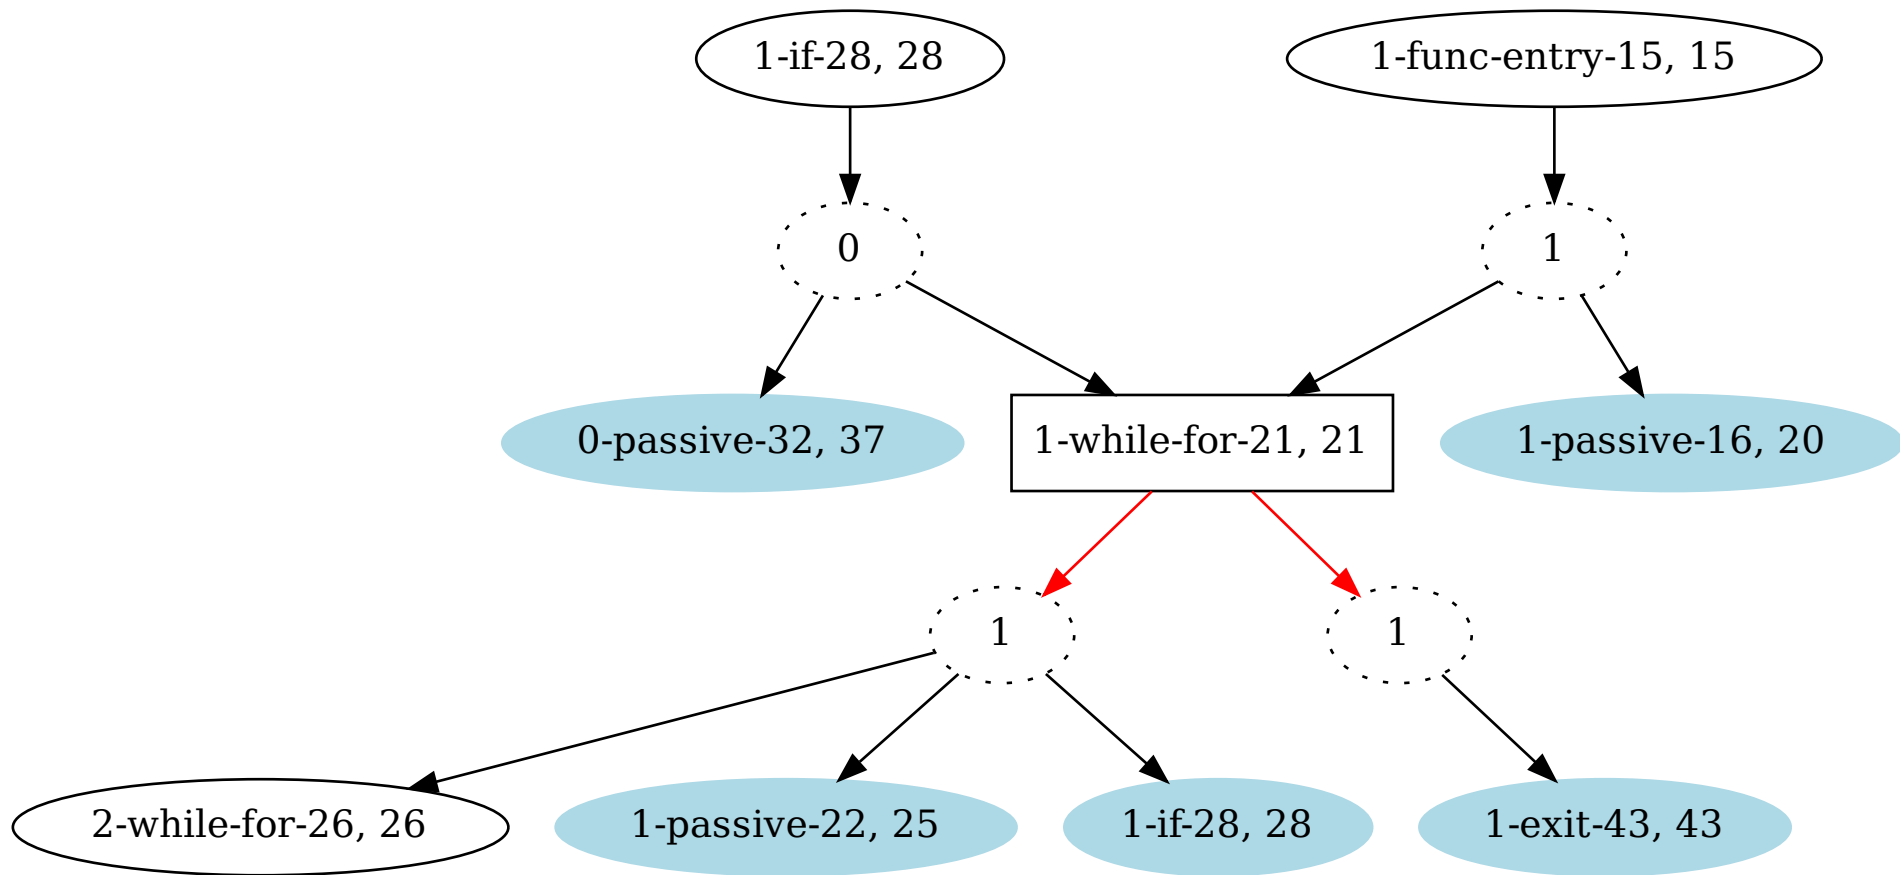 1-if-28, 28
1-func-entry-15, 15
0
1
0-passive-32, 37
1-while-for-21, 21
1-passive-16, 20
1
1
2-while-for-26, 26
1-passive-22, 25
1-if-28, 28
1-exit-43, 43